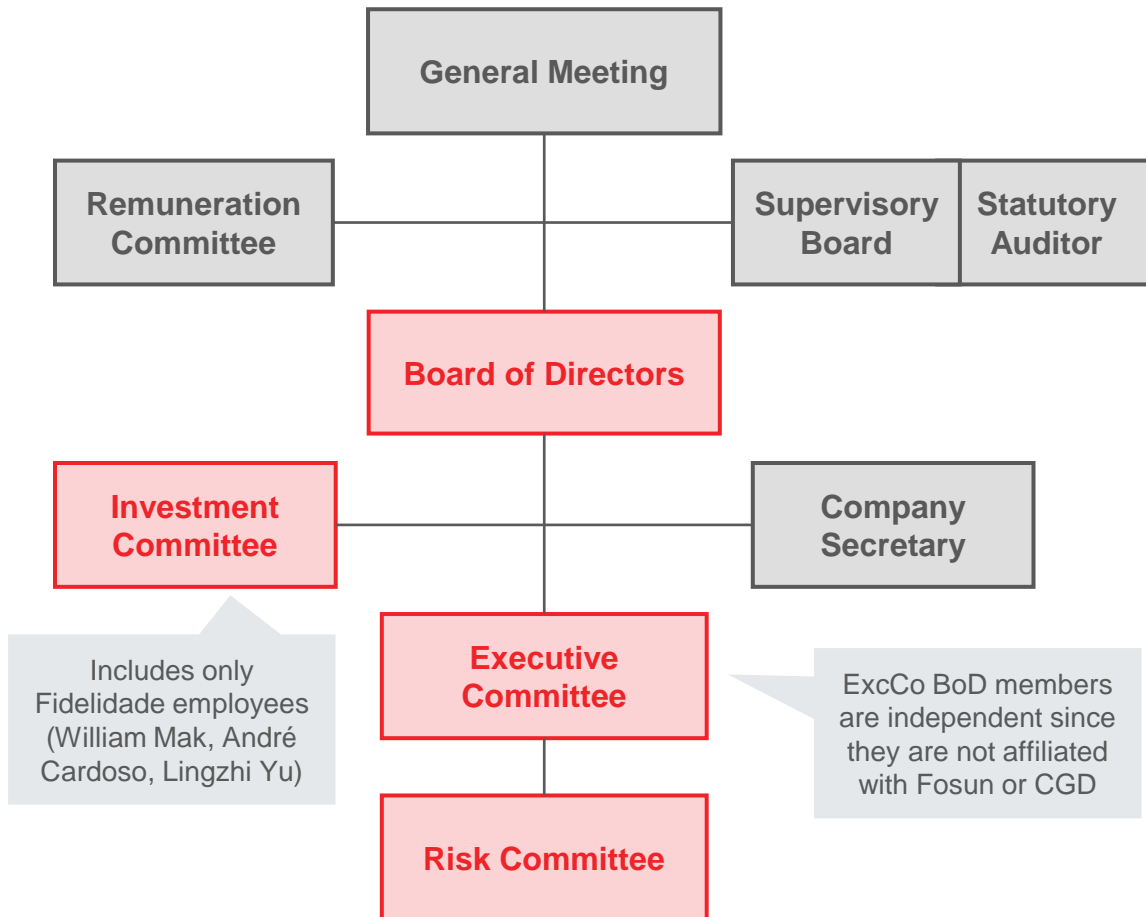 General Meeting
Remuneration
Committee
Supervisory
Board
Statutory
Auditor
Board of Directors
Investment
Committee
Company
Secretary
Includes only
Fidelidade employees
(William Mak, André
Cardoso, Lingzhi Yu)
Executive
Committee
ExcCo BoD members
are independent since
they are not affiliated
with Fosun or CGD
Risk Committee